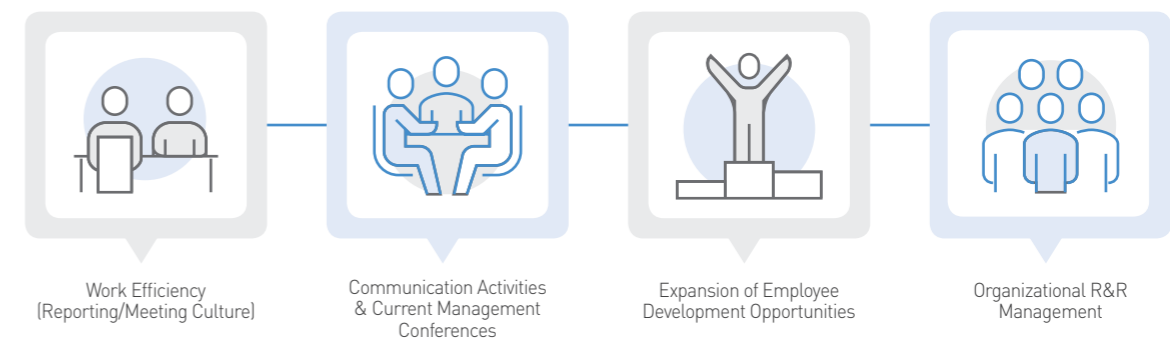 Work Efficiency
(Reporting/Meeting Culture)
Communication Activities
& Current Management
Conferences
Expansion of Employee
Development Opportunities
Organizational R&R
Management